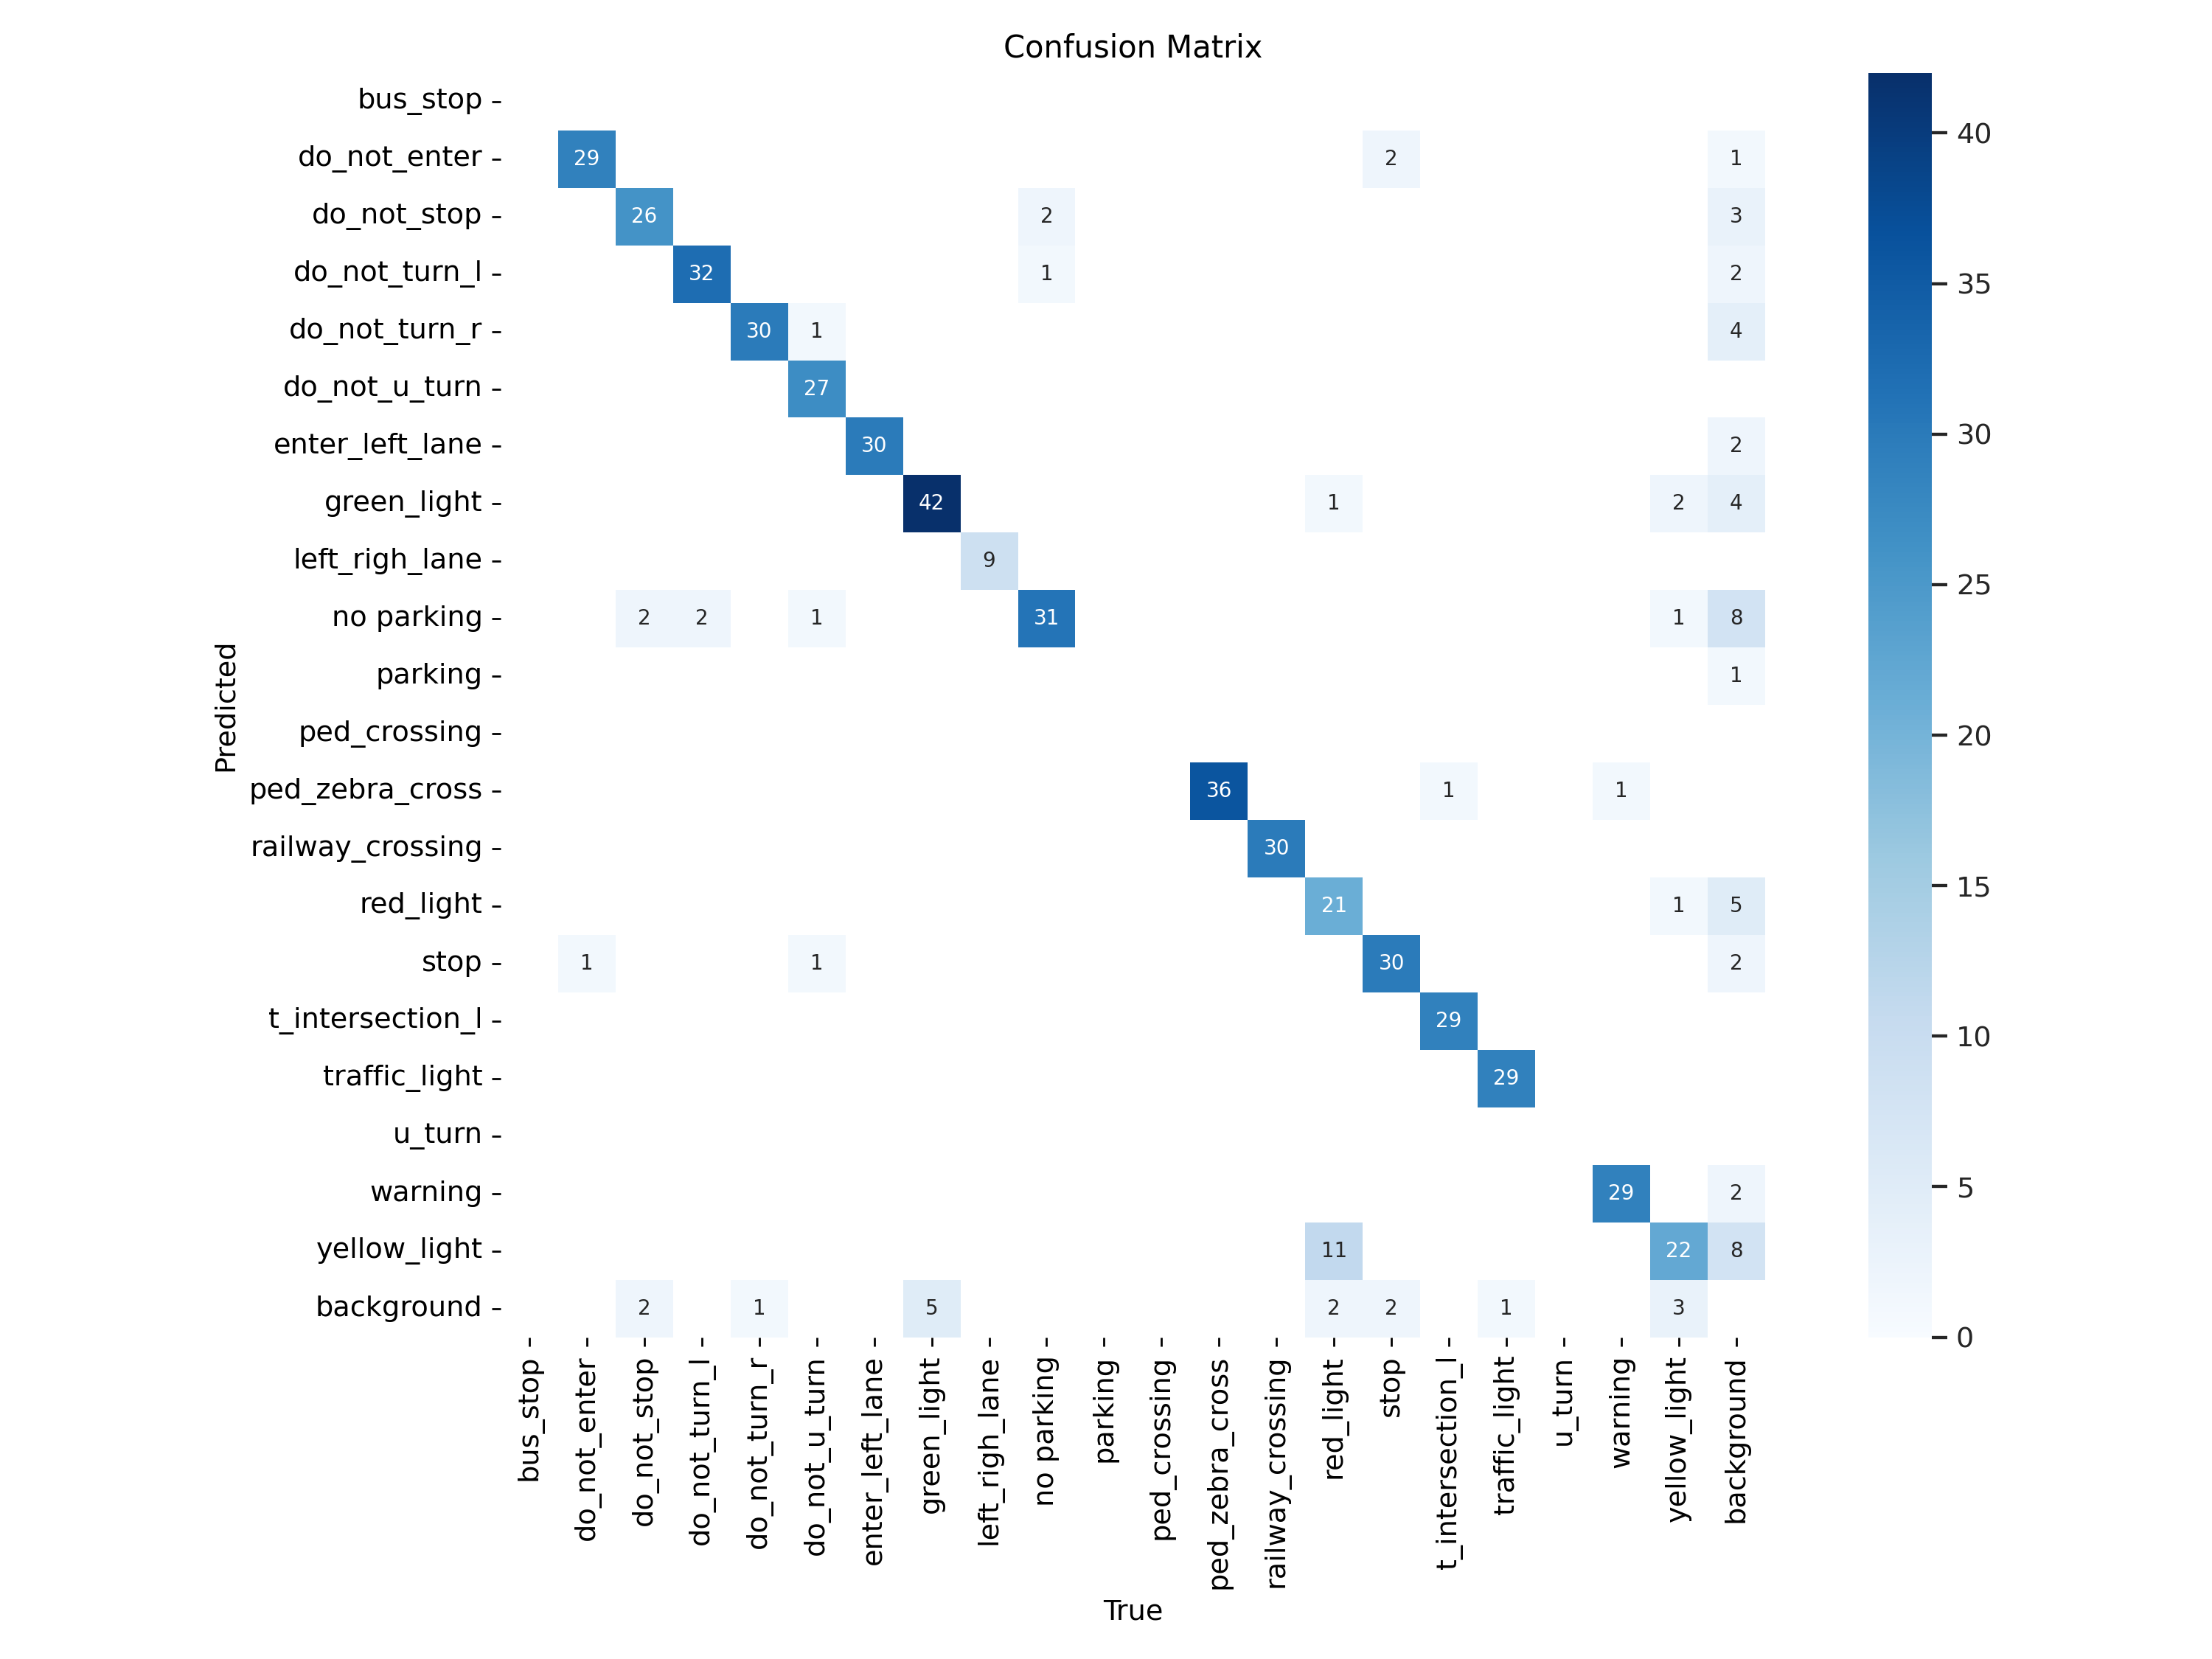 Confusion Matrix
bus_stop
do_not_enter 29 2 1
do_not_stop 26 2 3
do_not_turn_l 32 1 2
do_not_turn_r 30 1 4
do_not_u_turn 27
enter_left_lane 30 2
green_light 42 1 2 4
left_righ_lane 9
no parking 2 2 1 31 1 8
parking 1
ped_crossing
ped_zebra_cross 36 1 1
railway_crossing 30
red_light 21 1 5
stop 1 1 30 2
t_intersection_l 29
traffic_light 29
u_turn
warning 29 2
yellow_light 11 22 8
background 2 1 5 2 2 1 3
Predicted
bus_stop
do_not_enter
do_not_stop
do_not_turn_l
do_not_turn_r
do_not_u_turn
enter_left_lane
green_light
left_righ_lane
no parking
parking
ped_crossing
ped_zebra_cross
railway_crossing
red_light
stop
t_intersection_l
traffic_light
u_turn
warning
yellow_light
background
True
40
35
30
25
20
15
10
5
0